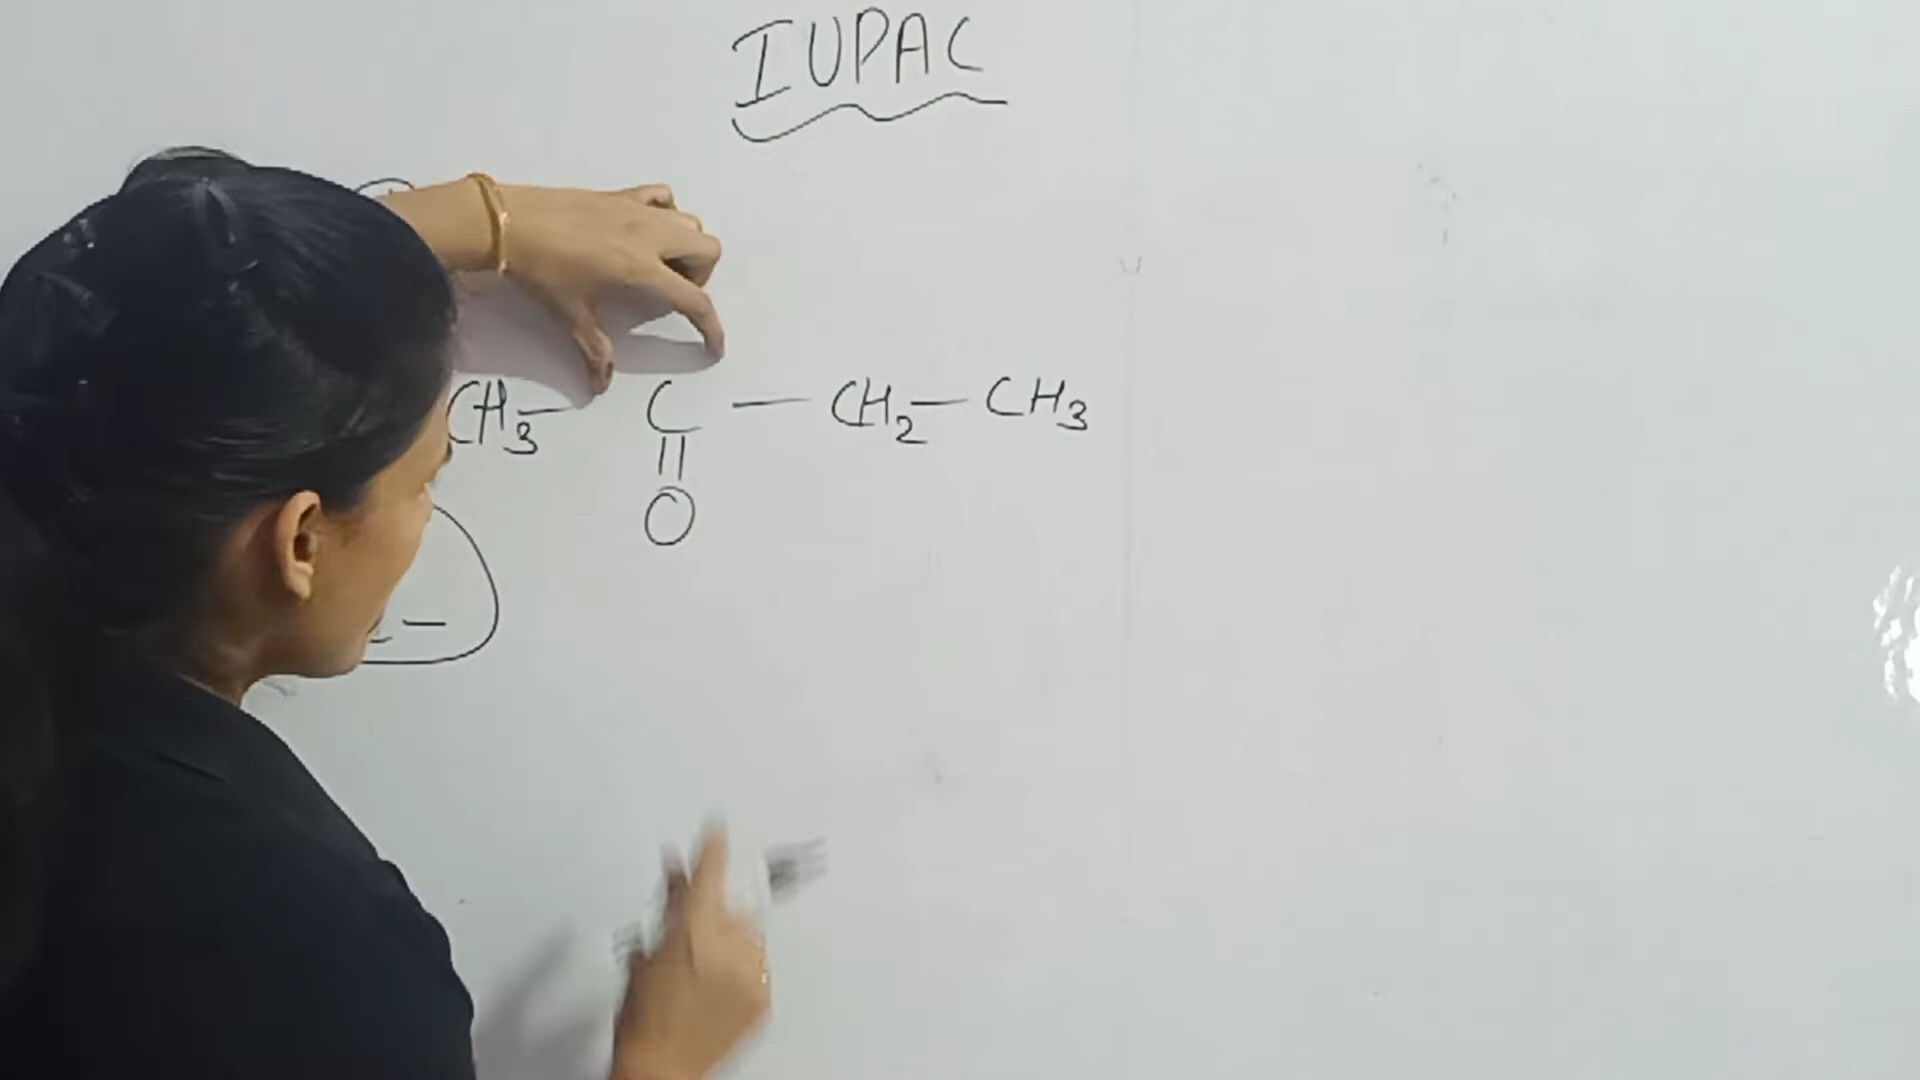 IUPAC
CH3 — C — CH2 — CH3
||
O